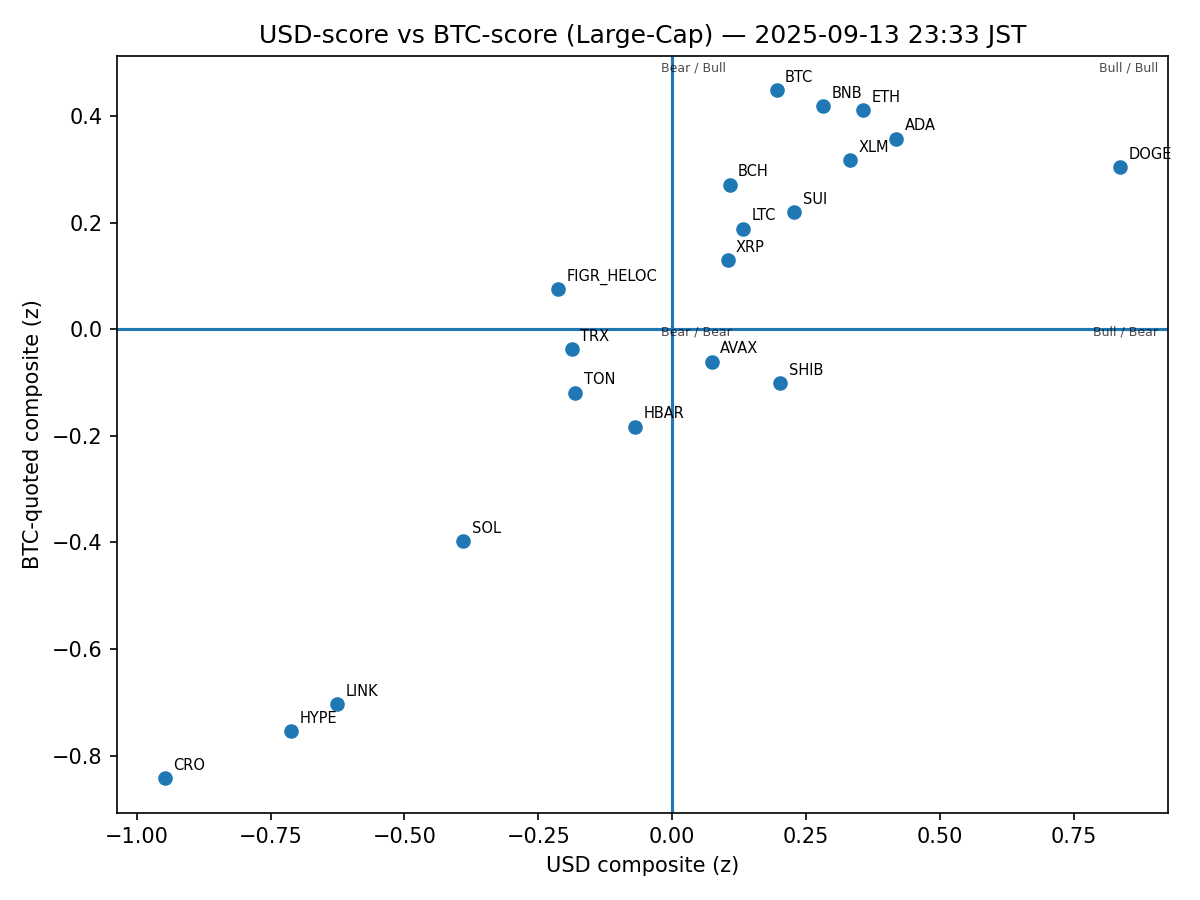 USD-score vs BTC-score (Large-Cap) — 2025-09-13 23:33 JST
Bear / Bull
Bull / Bull
BTC
BNB
ETH
ADA
XLM
DOGE
BCH
SUI
LTC
XRP
FIGR_HELOC
TRX
Bear / Bear
Bull / Bear
AVAX
TON
SHIB
HBAR
SOL
LINK
HYPE
CRO
0.4
0.2
0.0
−0.2
−0.4
−0.6
−0.8
BTC-quoted composite (z)
−1.00
−0.75
−0.50
−0.25
0.00
0.25
0.50
0.75
USD composite (z)